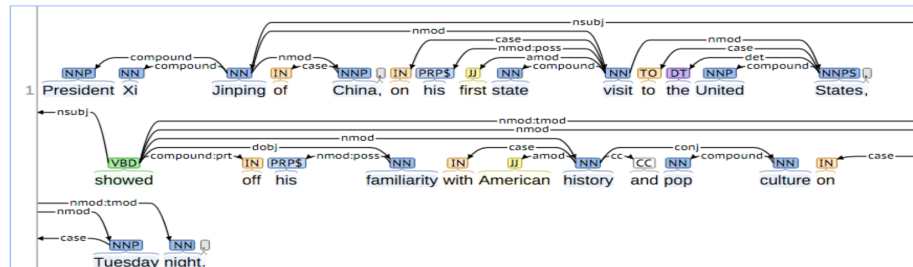 nsubj
nmod
case nmod
nmod:poss case
compound nmod amod det
compound case compound compound
NNP NN NN IN NNP , IN PRP$ JJ NN NN TO DT NNP NNPS ,
1 President Xi Jinping of China, on his first state visit to the United States,
nsubj
nmod:tmod
nmod
nmod
dobj case conj
compound:prt nmod:poss amod cc compound case
VBD IN PRP$ NN IN JJ NN CC NN NN IN
showed off his familiarity with American history and pop culture on
nmod:tmod
nmod
case
NNP NN .
Tuesday night.